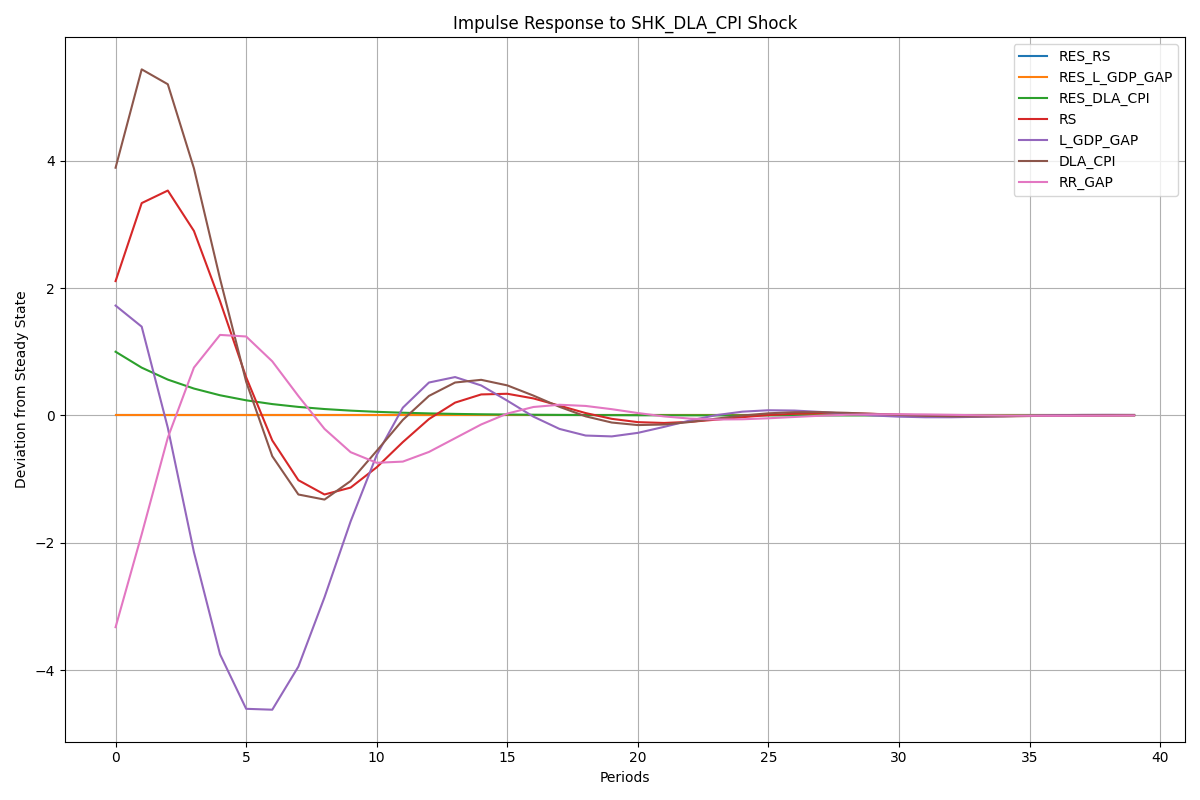 Impulse Response to SHK_DLA_CPI Shock
RES_RS
RES_L_GDP_GAP
RES_DLA_CPI
RS
L_GDP_GAP
DLA_CPI
RR_GAP
Deviation from Steady State
4
2
0
−2
−4
0 5 10 15 20 25 30 35 40
Periods